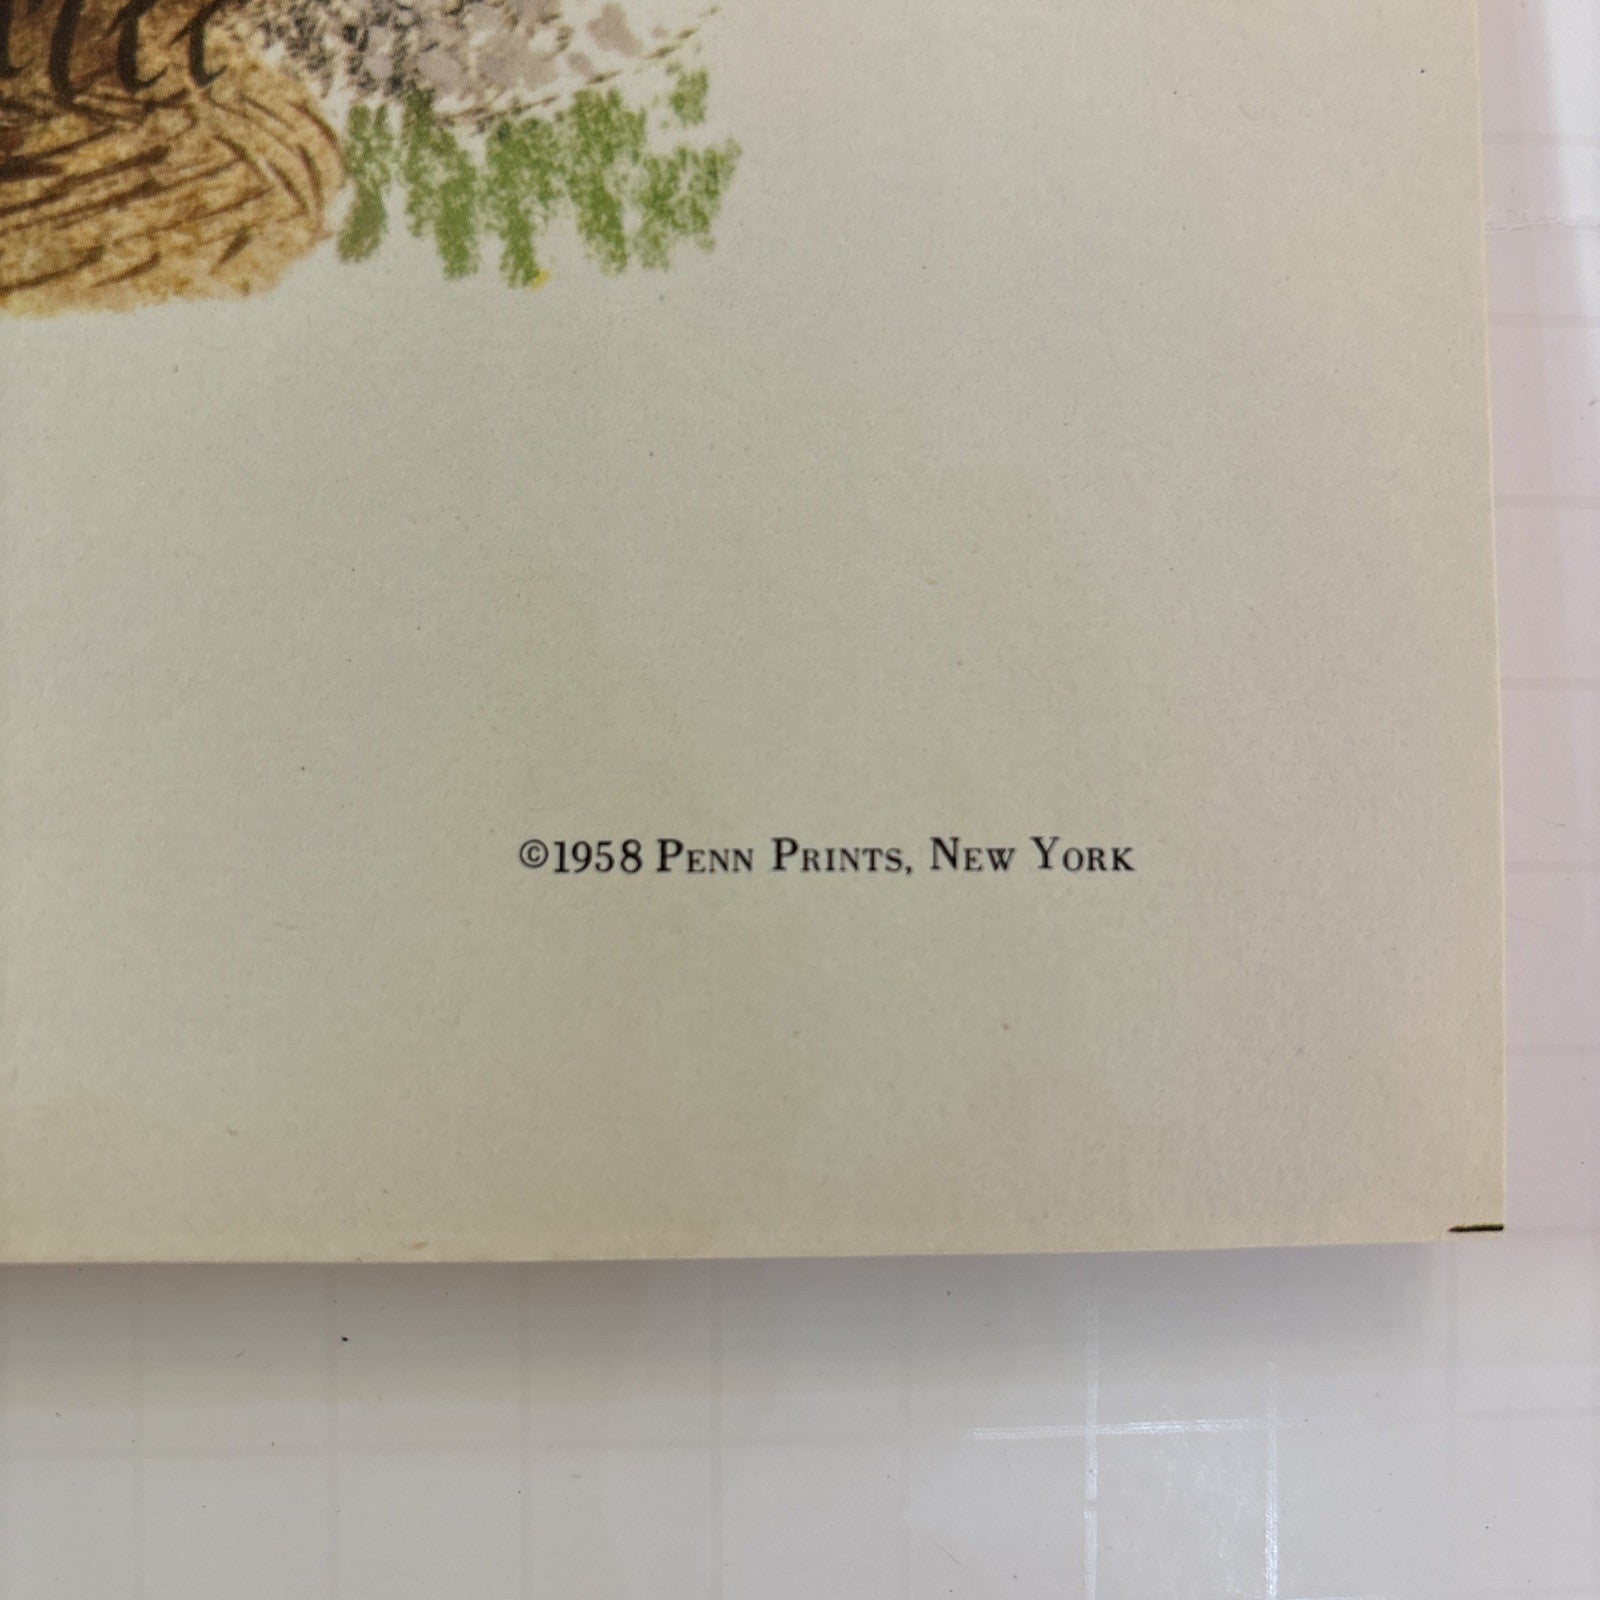 ©1958 Penn Prints, New York